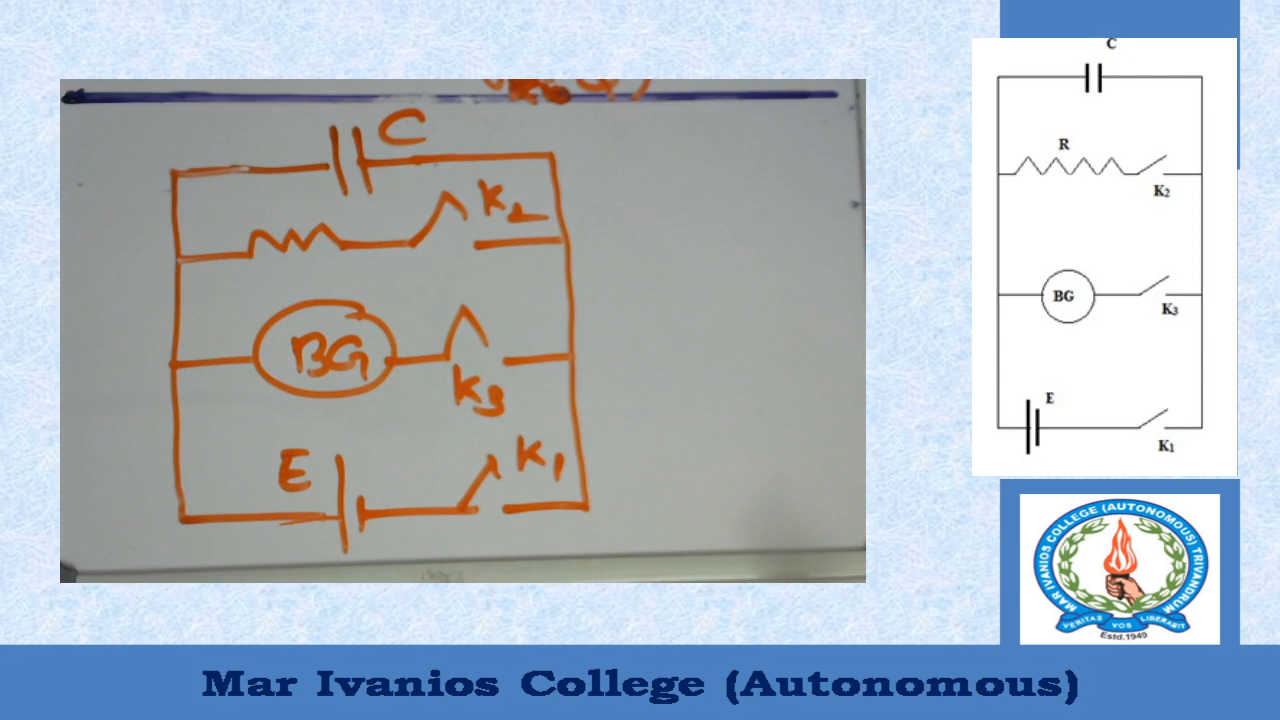 C
K2
BG
K3
E
K1
C
R
K2
BG
K3
E
K1
MAR IVANIOS COLLEGE (AUTONOMOUS) TRIVANDRUM
VERITAS VOS LIBERABIT
Estd.1949
Mar Ivanios College (Autonomous)